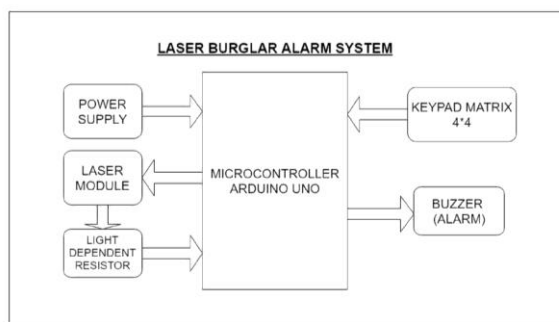 LASER BURGLAR ALARM SYSTEM
POWER
SUPPLY
LASER
MODULE
LIGHT
DEPENDENT
RESISTOR
MICROCONTROLLER
ARDUINO UNO
KEYPAD MATRIX
4*4
BUZZER
(ALARM)